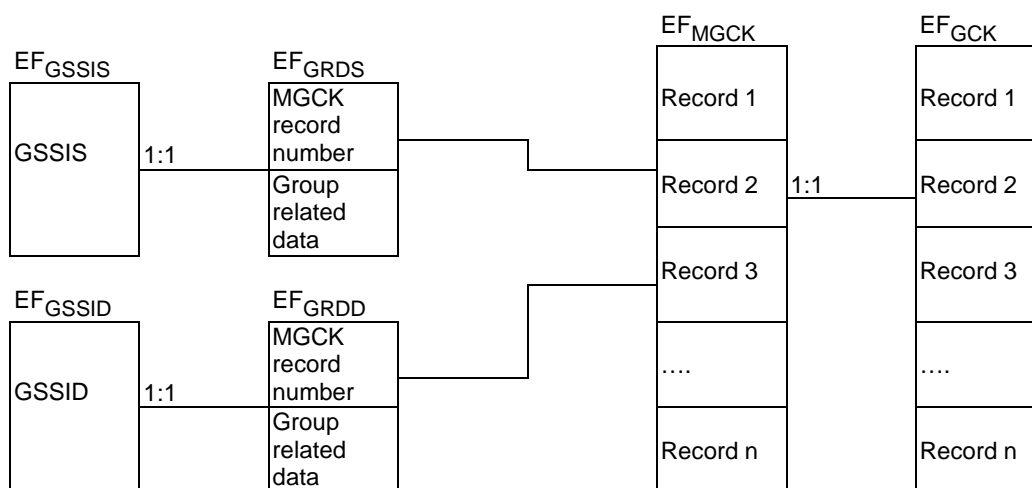 EF_GSSIS
GSSIS
1:1
EF_GRDS
MGCK
record
number
Group
related
data
EF_GSSID
GSSID
1:1
EF_GRDD
MGCK
record
number
Group
related
data
EF_MGCK
Record 1
Record 2
Record 3
....
Record n
1:1
EF_GCK
Record 1
Record 2
Record 3
....
Record n